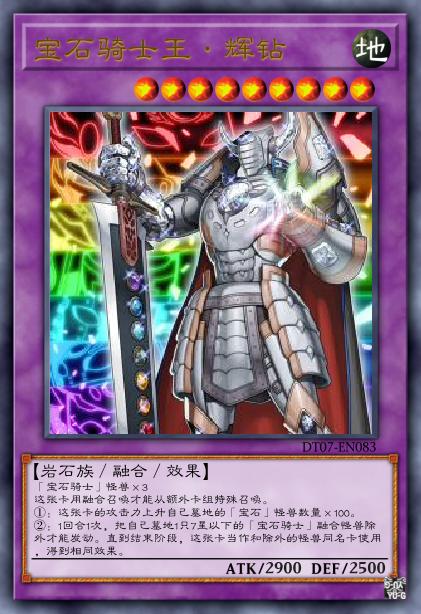 宝石骑士王·辉钻
地
DT07-EN083
【岩石族/融合/效果】
「宝石骑士」怪兽×3
这张卡用融合召唤才能从额外卡组特殊召唤。
①：这张卡的攻击力上升自己墓地的「宝石」怪兽数量×100。
②：1回合1次，把自己墓地1只7星以下的「宝石骑士」融合怪兽除
外才能发动。直到结束阶段，这张卡当作和除外的怪兽同名卡使用
，得到相同效果。
ATK/2900 DEF/2500